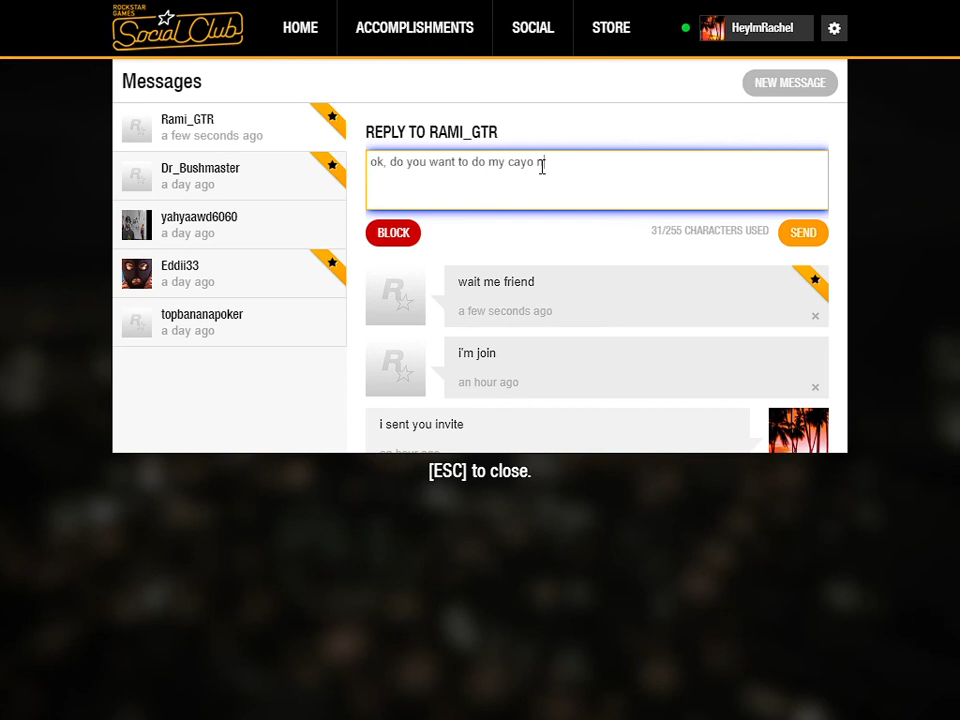 ROCKSTAR
GAMES
Social Club
HOME
ACCOMPLISHMENTS
SOCIAL
STORE
HeyImRachel
Messages
NEW MESSAGE
Rami_GTR
a few seconds ago
Dr_Bushmaster
a day ago
yahyaawd6060
a day ago
Eddii33
a day ago
topbananapoker
a day ago
REPLY TO RAMI_GTR
ok, do you want to do my cayo n
BLOCK
31/255 CHARACTERS USED
SEND
wait me friend
a few seconds ago
i'm join
an hour ago
i sent you invite
an hour ago
[ESC] to close.